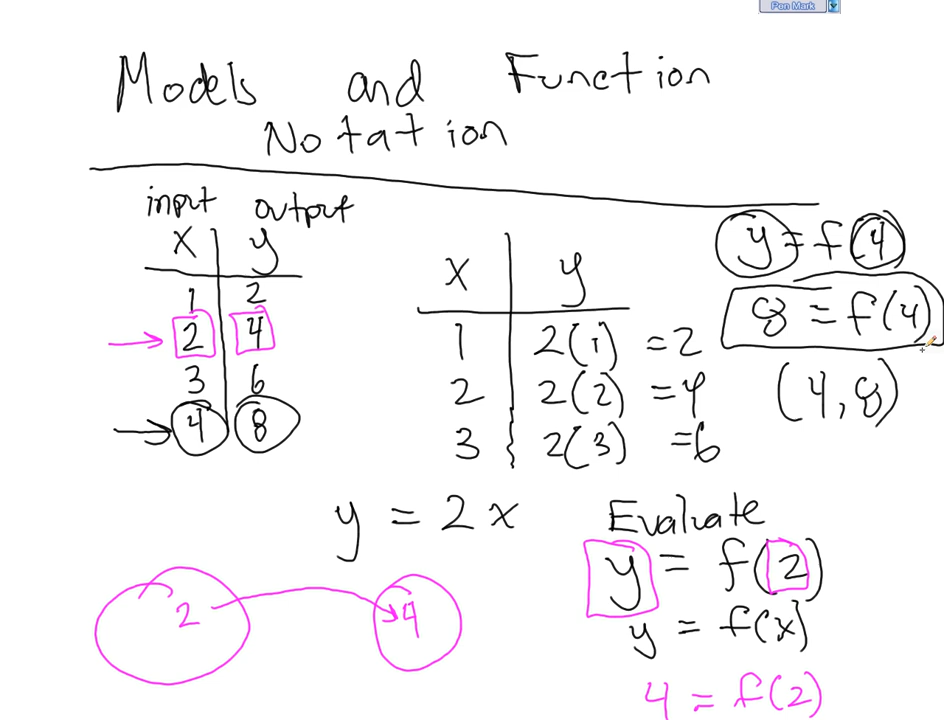 Pen Mark
Models and Function
Notation
input output
x y
1 2
2 4
3 6
4 8
x y
1 2(1) = 2
2 2(2) = 4
3 2(3) = 6
y = f(4)
8 = f(4)
(4, 8)
y = 2x
2 4
Evaluate
y = f(2)
y = f(x)
4 = f(2)